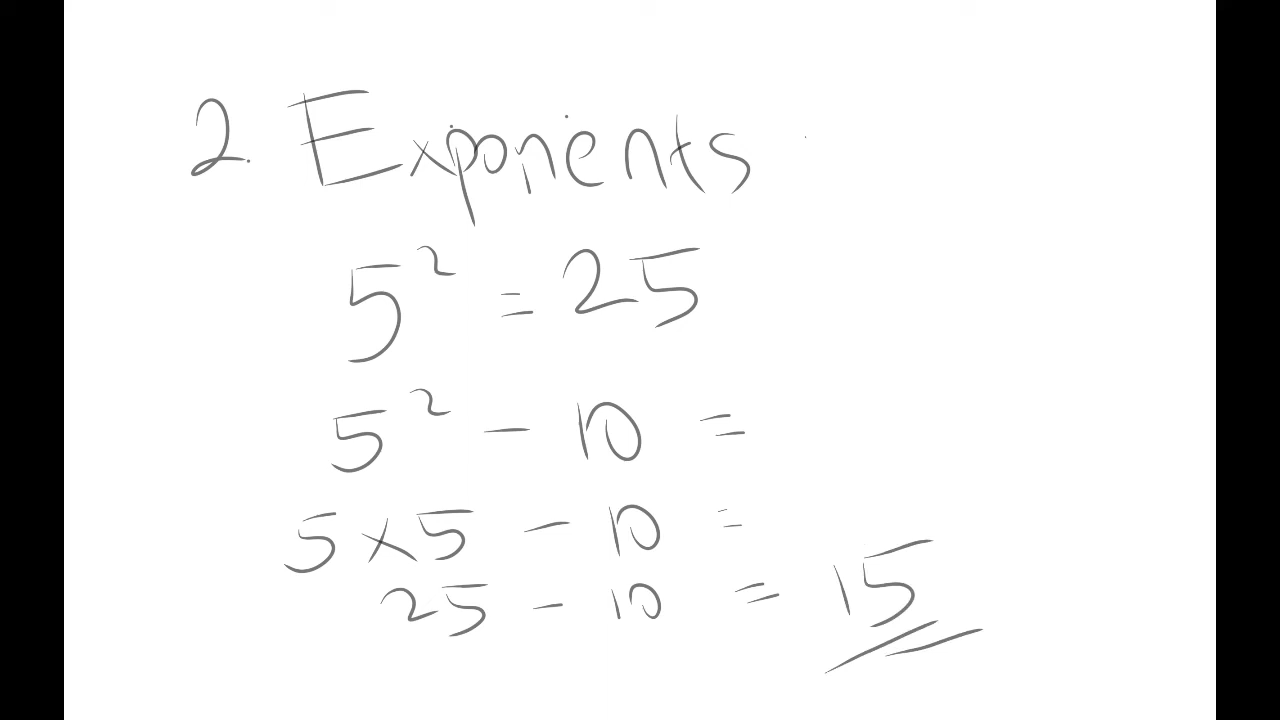 2. Exponents
5² = 25
5² - 10 =
5 × 5 - 10 =
25 - 10 = 15